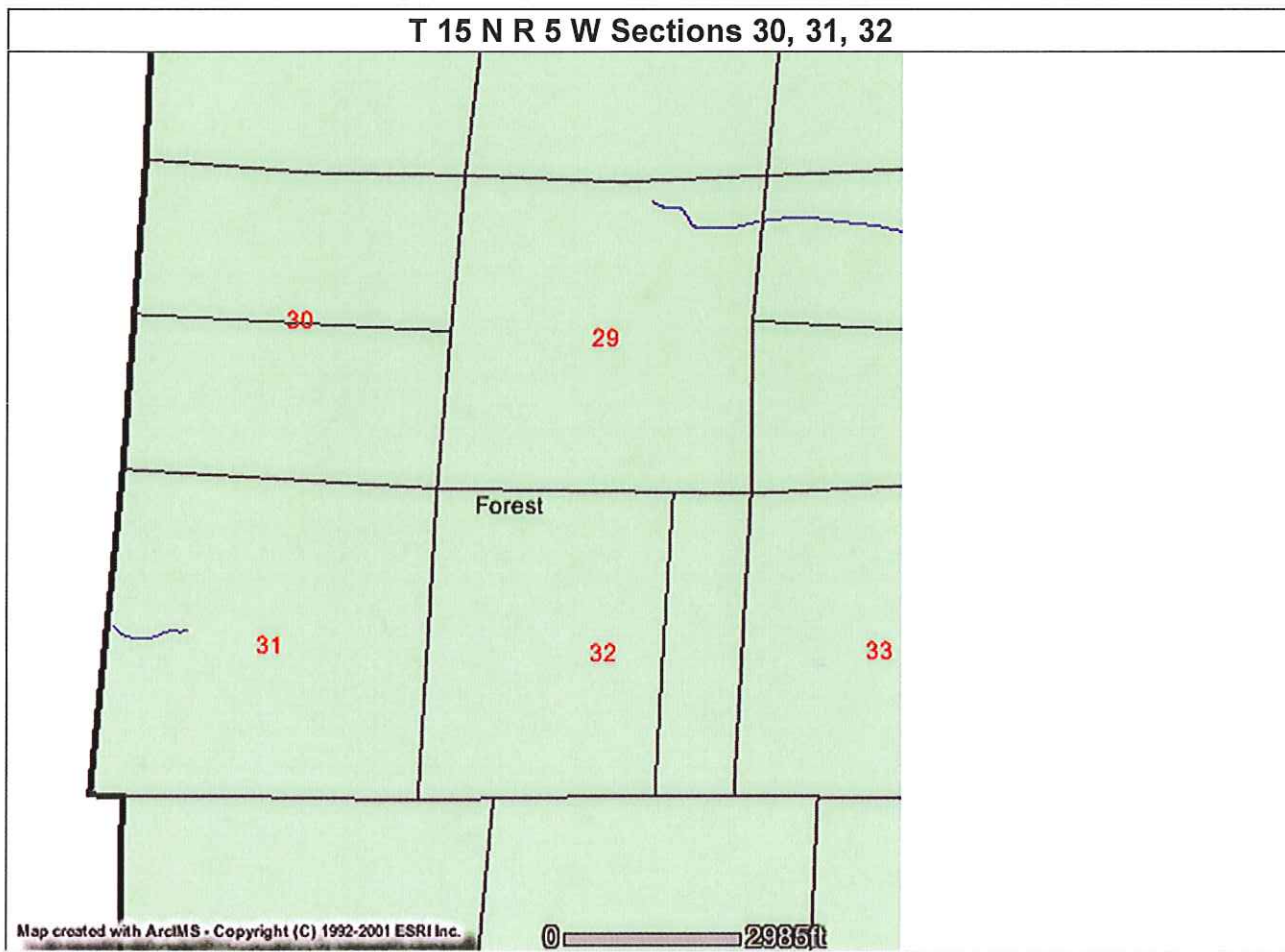 T 15 N R 5 W Sections 30, 31, 32
30
29
Forest
31
32
33
Map created with ArcIMS - Copyright (C) 1992-2001 ESRI Inc.
0 2985ft